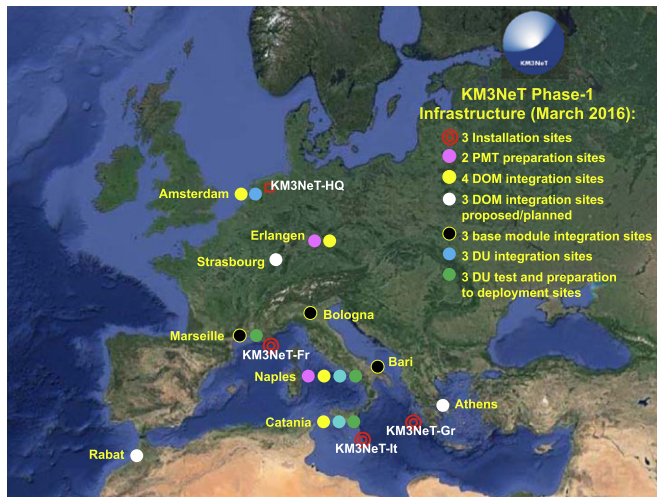 KM3NeT
KM3NeT Phase-1
Infrastructure (March 2016):
3 Installation sites
2 PMT preparation sites
4 DOM integration sites
3 DOM integration sites
proposed/planned
3 base module integration sites
3 DU integration sites
3 DU test and preparation
to deployment sites
KM3NeT-HQ
Amsterdam
Erlangen
Strasbourg
Bologna
Marseille
KM3NeT-Fr
Bari
Naples
Athens
Catania
KM3NeT-Gr
KM3NeT-It
Rabat